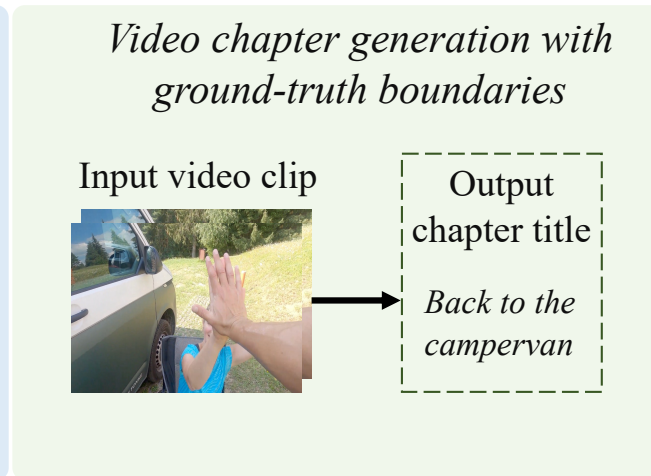 Video chapter generation with
ground-truth boundaries
Input video clip
Output
chapter title
Back to the
campervan